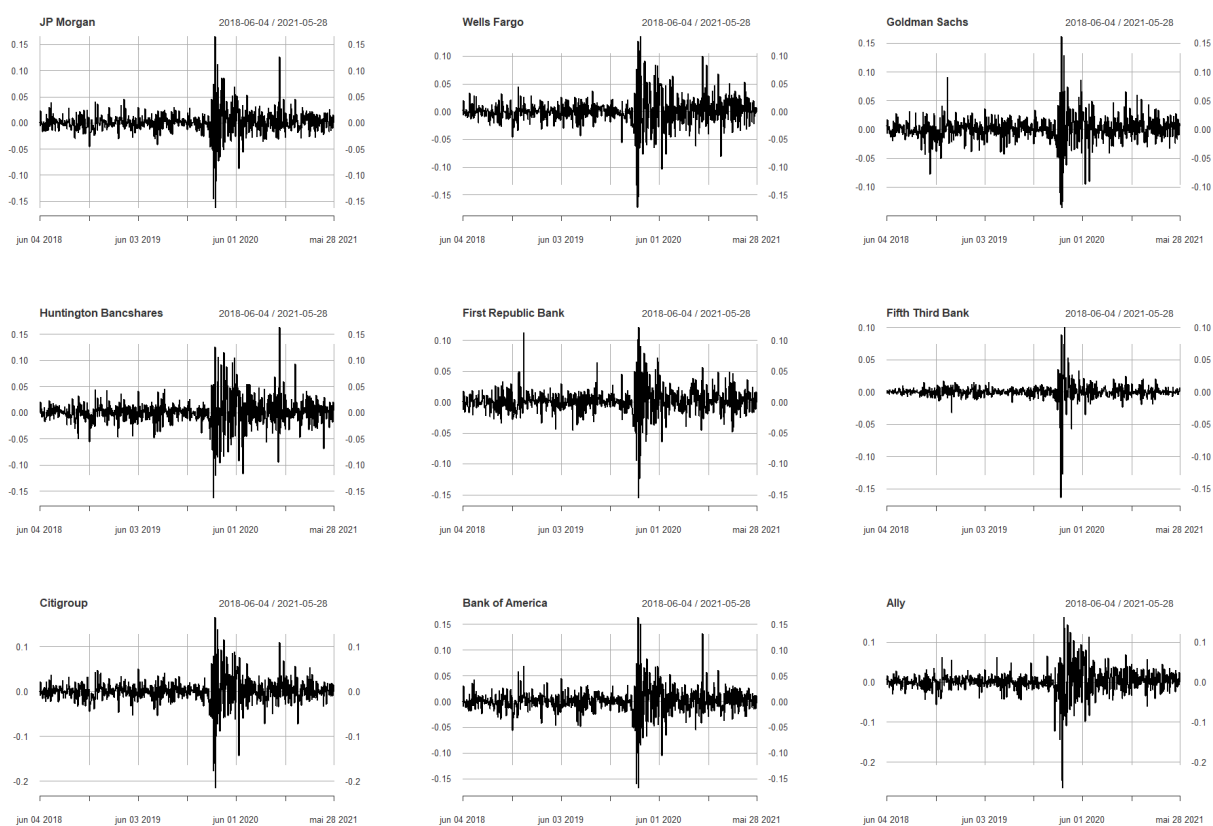 JP Morgan 2018-06-04 / 2021-05-28
0.15 0.15
0.10 0.10
0.05 0.05
0.00 0.00
-0.05 -0.05
-0.10 -0.10
-0.15 -0.15
jun 04 2018 jun 03 2019 jun 01 2020 mai 28 2021
Wells Fargo 2018-06-04 / 2021-05-28
0.10 0.10
0.05 0.05
0.00 0.00
-0.05 -0.05
-0.10 -0.10
-0.15 -0.15
jun 04 2018 jun 03 2019 jun 01 2020 mai 28 2021
Goldman Sachs 2018-06-04 / 2021-05-28
0.15 0.15
0.10 0.10
0.05 0.05
0.00 0.00
-0.05 -0.05
-0.10 -0.10
jun 04 2018 jun 03 2019 jun 01 2020 mai 28 2021
Huntington Bancshares 2018-06-04 / 2021-05-28
0.15 0.15
0.10 0.10
0.05 0.05
0.00 0.00
-0.05 -0.05
-0.10 -0.10
-0.15 -0.15
jun 04 2018 jun 03 2019 jun 01 2020 mai 28 2021
First Republic Bank 2018-06-04 / 2021-05-28
0.10 0.10
0.05 0.05
0.00 0.00
-0.05 -0.05
-0.10 -0.10
-0.15 -0.15
jun 04 2018 jun 03 2019 jun 01 2020 mai 28 2021
Fifth Third Bank 2018-06-04 / 2021-05-28
0.10 0.10
0.05 0.05
0.00 0.00
-0.05 -0.05
-0.10 -0.10
-0.15 -0.15
jun 04 2018 jun 03 2019 jun 01 2020 mai 28 2021
Citigroup 2018-06-04 / 2021-05-28
0.1 0.1
0.0 0.0
-0.1 -0.1
-0.2 -0.2
jun 04 2018 jun 03 2019 jun 01 2020 mai 28 2021
Bank of America 2018-06-04 / 2021-05-28
0.15 0.15
0.10 0.10
0.05 0.05
0.00 0.00
-0.05 -0.05
-0.10 -0.10
-0.15 -0.15
jun 04 2018 jun 03 2019 jun 01 2020 mai 28 2021
Ally 2018-06-04 / 2021-05-28
0.1 0.1
0.0 0.0
-0.1 -0.1
-0.2 -0.2
jun 04 2018 jun 03 2019 jun 01 2020 mai 28 2021